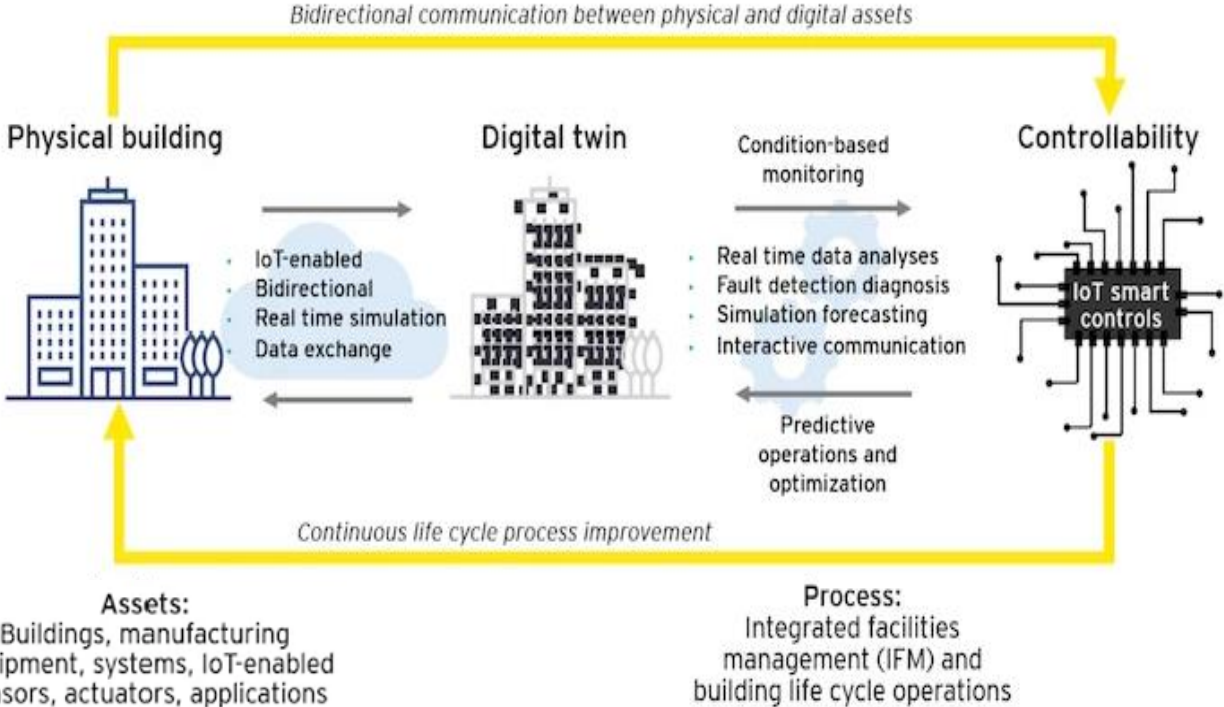 Bidirectional communication between physical and digital assets
Physical building
Digital twin
Controllability
Condition-based
monitoring
IoT-enabled
Bidirectional
Real time simulation
Data exchange
Real time data analyses
Fault detection diagnosis
Simulation forecasting
Interactive communication
IoT smart
controls
Predictive
operations and
optimization
Continuous life cycle process improvement
Assets:
Buildings, manufacturing
ipment, systems, IoT-enabled
sors, actuators, applications
Process:
Integrated facilities
management (IFM) and
building life cycle operations